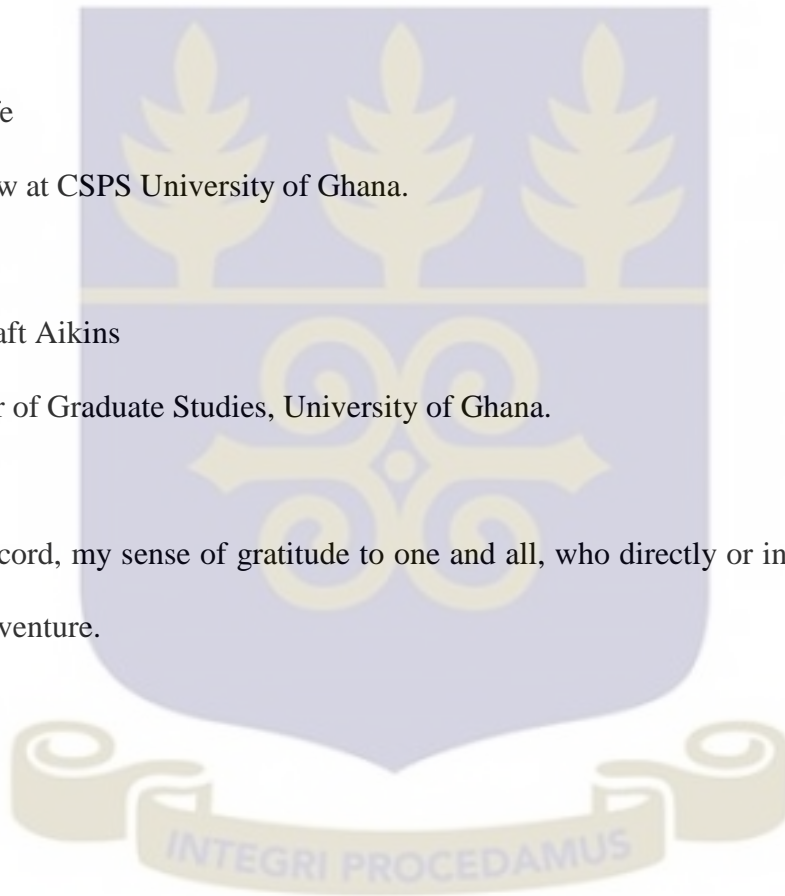 fe
w at CSPS University of Ghana.
aft Aikins
r of Graduate Studies, University of Ghana.
cord, my sense of gratitude to one and all, who directly or in
venture.
INTEGRI PROCEDAMUS